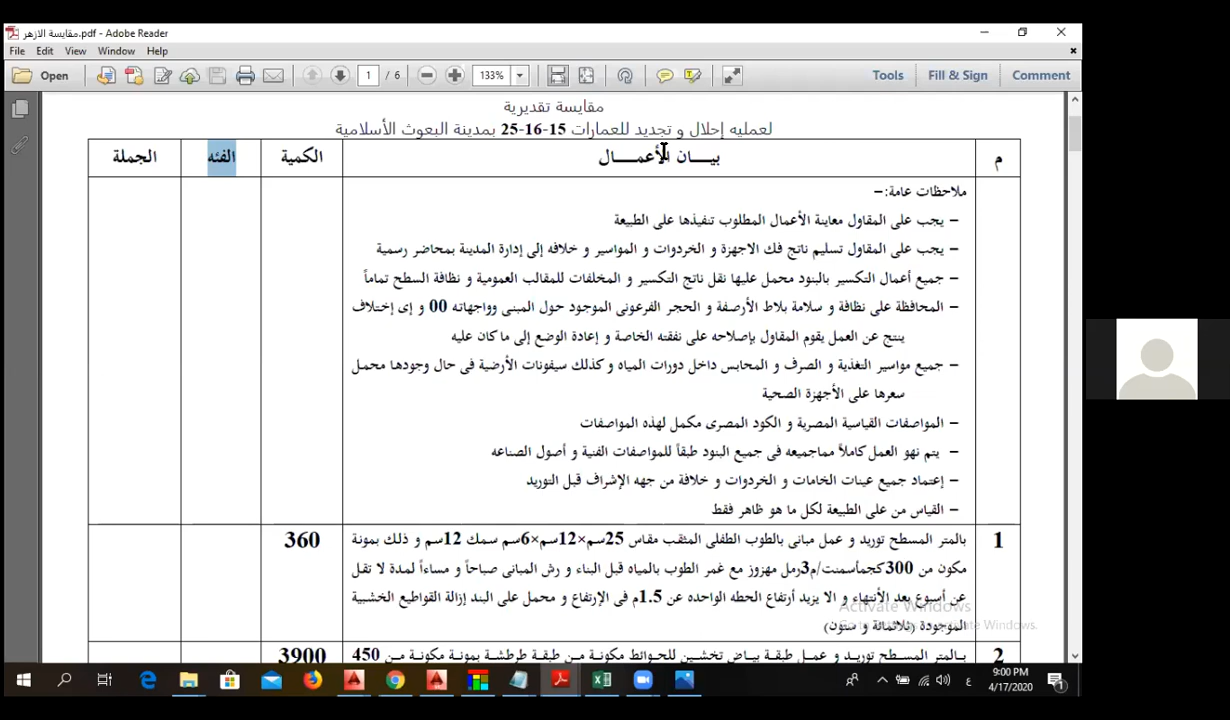 مقايسة الازهر.pdf - Adobe Reader
File Edit View Window Help
Open 1 / 6 133% Tools Fill & Sign Comment
مقايسة تقديرية
لعمليه إحلال و تجديد للعمارات 15-16-25 بمدينة البعوث الأسلامية
م بيـــان الأعمـــــال الكمية الفئه الجملة
ملاحظات عامة:–
– يجب على المقاول معاينة الأعمال المطلوب تنفيذها على الطبيعة
– يجب على المقاول تسليم ناتج فك الاجهزة و الخردوات و المواسير و خلافه إلى إدارة المدينة بمحاضر رسمية
– جميع أعمال التكسير بالبنود محمل عليها نقل ناتج التكسير و المخلفات للمقالب العمومية و نظافة السطح تماماً
– المحافظة على نظافة و سلامة بلاط الأرصفة و الحجر الفرعونى الموجود حول المبنى وواجهاته 00 و إى إختلاف
ينتج عن العمل يقوم المقاول بإصلاحه على نفقته الخاصة و إعادة الوضع إلى ما كان عليه
– جميع مواسير التغذية و الصرف و المحابس داخل دورات المياه و كذلك سيفونات الأرضية فى حال وجودها محمل
سعرها على الأجهزة الصحية
– المواصفات القياسية المصرية و الكود المصرى مكمل لهذه المواصفات
– يتم نهو العمل كاملاً مماجميعه فى جميع البنود طبقاً للمواصفات الفنية و أصول الصناعه
– إعتماد جميع عينات الخامات و الخردوات و خلافة من جهه الإشراف قبل التوريد
– القياس من على الطبيعة لكل ما هو ظاهر فقط
1 بالمتر المسطح توريد و عمل مبانى بالطوب الطفلى المثقب مقاس 25سم×12سم×6سم سمك 12سم و ذلك بمونة 360
مكون من 300كجمأسمنت/م3رمل مهزوز مع غمر الطوب بالمياه قبل البناء و رش المبانى صباحاً و مساءاً لمدة لا تقل
عن أسبوع بعد الأنتهاء و الا يزيد أرتفاع الحطه الواحده عن 1.5م فى الإرتفاع و محمل على البند إزالة القواطيع الخشبية
الموجودة (ثلاثمائة و ستون)
2 بالمتر المسطح توريد و عمل طبقة بياض تخشين للحوائط مكونة من طبقة طرطشة بمونة مكونة من 450 3900
Activate Windows
Go to Settings to activate Windows.
ع
9:00 PM
4/17/2020
1